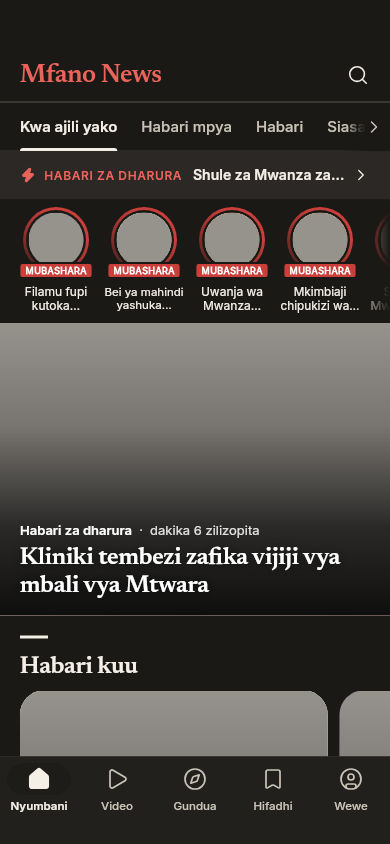 Mfano News
Kwa ajili yako Habari mpya Habari Siasa
HABARI ZA DHARURA Shule za Mwanza za...
MUBASHARA MUBASHARA MUBASHARA MUBASHARA
Filamu fupi kutoka...
Bei ya mahindi yashuka...
Uwanja wa Mwanza...
Mkimbiaji chipukizi wa...
Habari za dharura · dakika 6 zilizopita
Kliniki tembezi zafika vijiji vya
mbali vya Mtwara
Habari kuu
Nyumbani Video Gundua Hifadhi Wewe